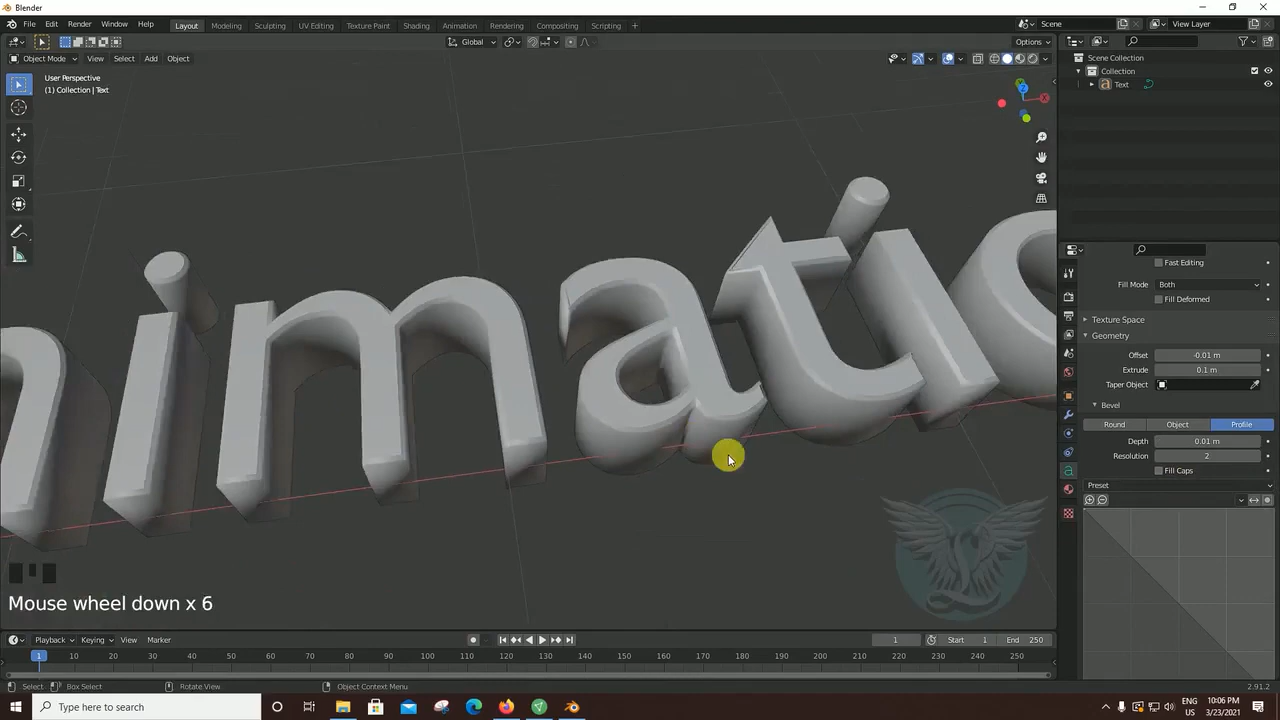 Blender
File Edit Render Window Help Layout Modeling Sculpting UV Editing Texture Paint Shading Animation Rendering Compositing Scripting + Scene View Layer
Global Options
Object Mode View Select Add Object
User Perspective
(1) Collection | Text
Scene Collection
Collection
Text
X
Y
Z
nimatio
Fast Editing
Fill Mode Both
Fill Deformed
Texture Space
Geometry
Offset -0.01 m
Extrude 0.1 m
Taper Object
Bevel
Round Object Profile
Depth 0.01 m
Resolution 2
Fill Caps
Preset
Mouse wheel down x 6
Playback Keying View Marker 1 Start 1 End 250
1 10 20 30 40 50 60 70 80 90 100 110 120 130 140 150 160 170 180 190 200 210 220 230 240 250
Select Box Select Rotate View Object Context Menu 2.91.2
Type here to search
ENG
US
10:06 PM
3/23/2021